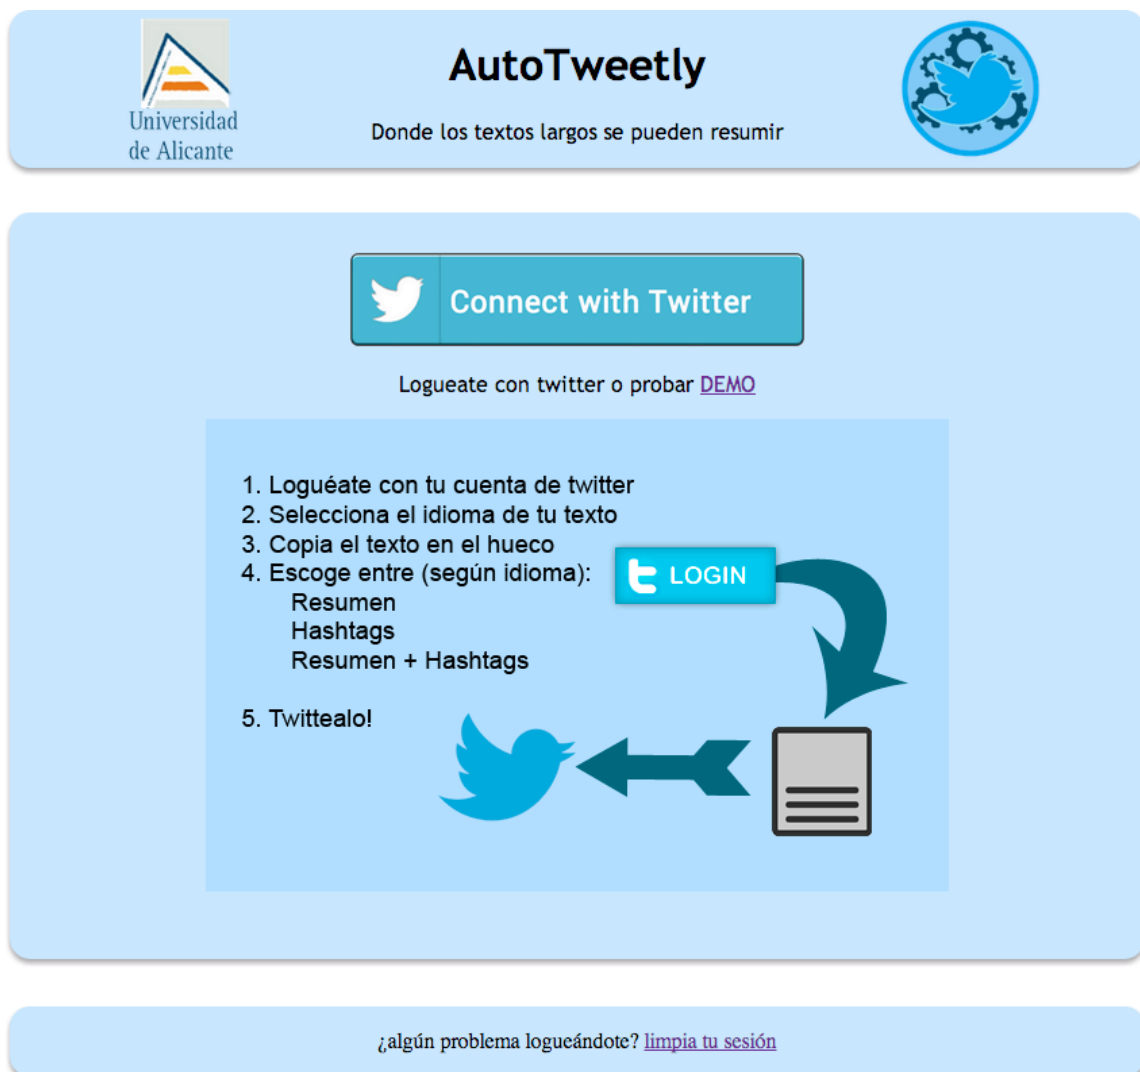 Universidad
de Alicante
AutoTweetly
Donde los textos largos se pueden resumir
Connect with Twitter
Logueate con twitter o probar DEMO
1. Loguéate con tu cuenta de twitter
2. Selecciona el idioma de tu texto
3. Copia el texto en el hueco
4. Escoge entre (según idioma):
Resumen
Hashtags
Resumen + Hashtags
5. Twittealo!
LOGIN
¿algún problema logueándote? limpia tu sesión